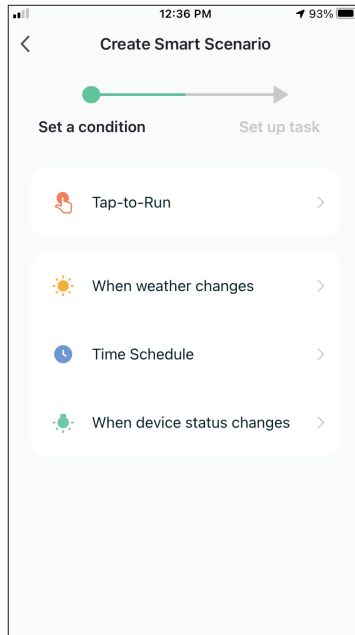 12:36 PM 93%
Create Smart Scenario
Set a condition Set up task
Tap-to-Run
When weather changes
Time Schedule
When device status changes